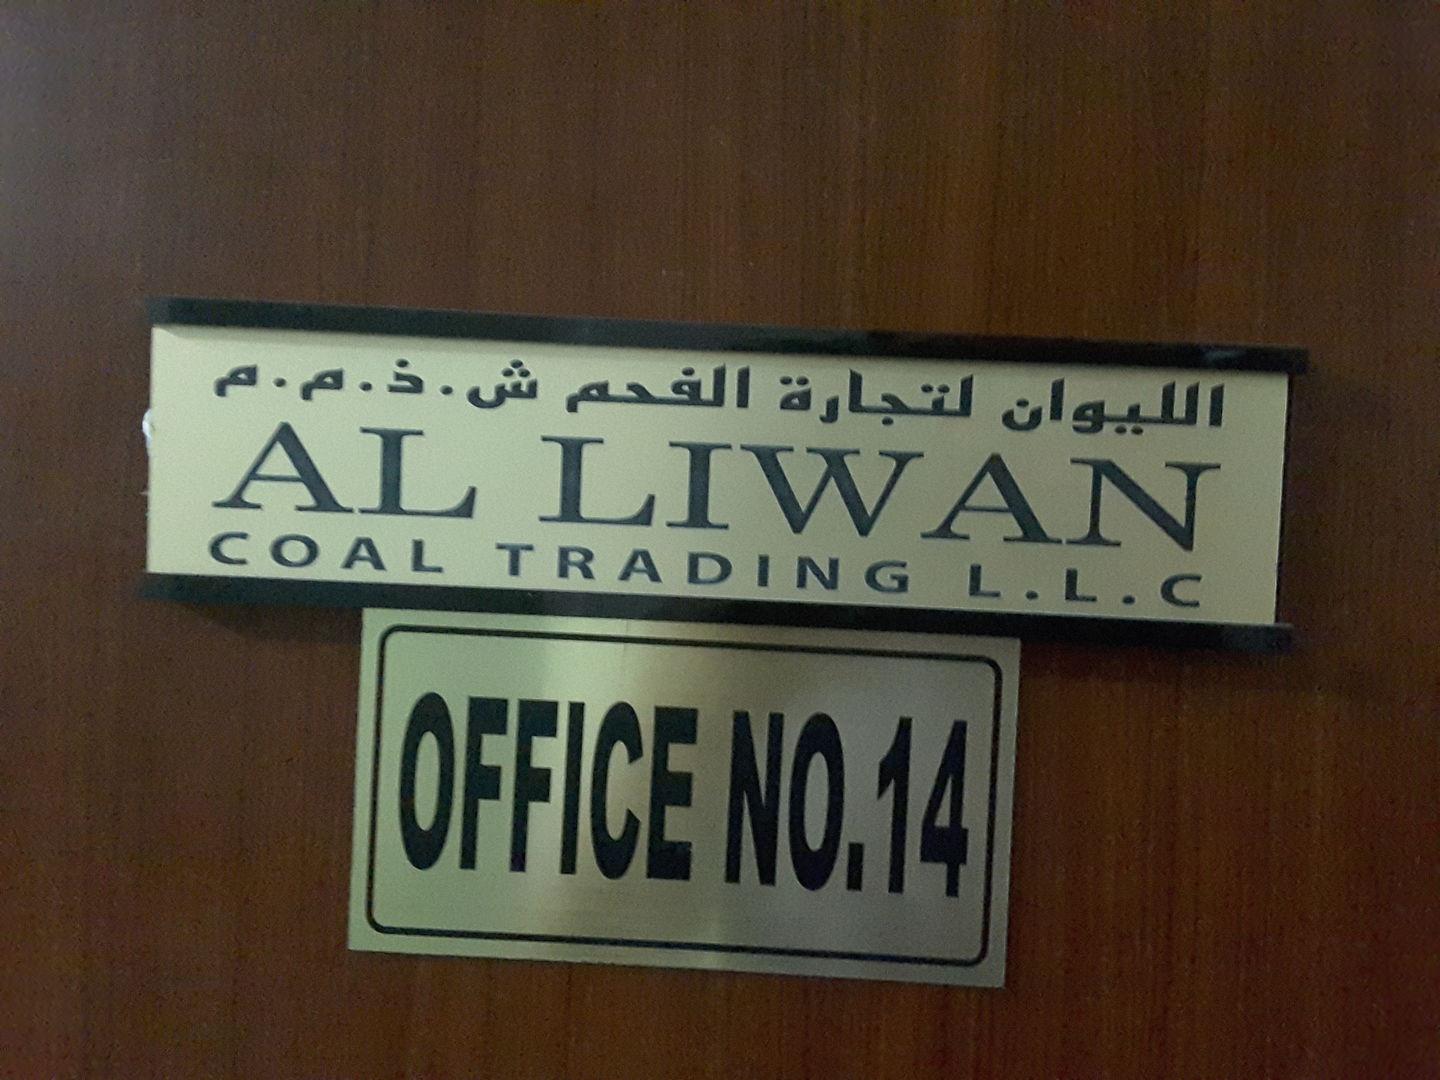 الليوان لتجارة الفحم ش.ذ.م.م
AL LIWAN
COAL TRADING L.L.C
OFFICE NO.14